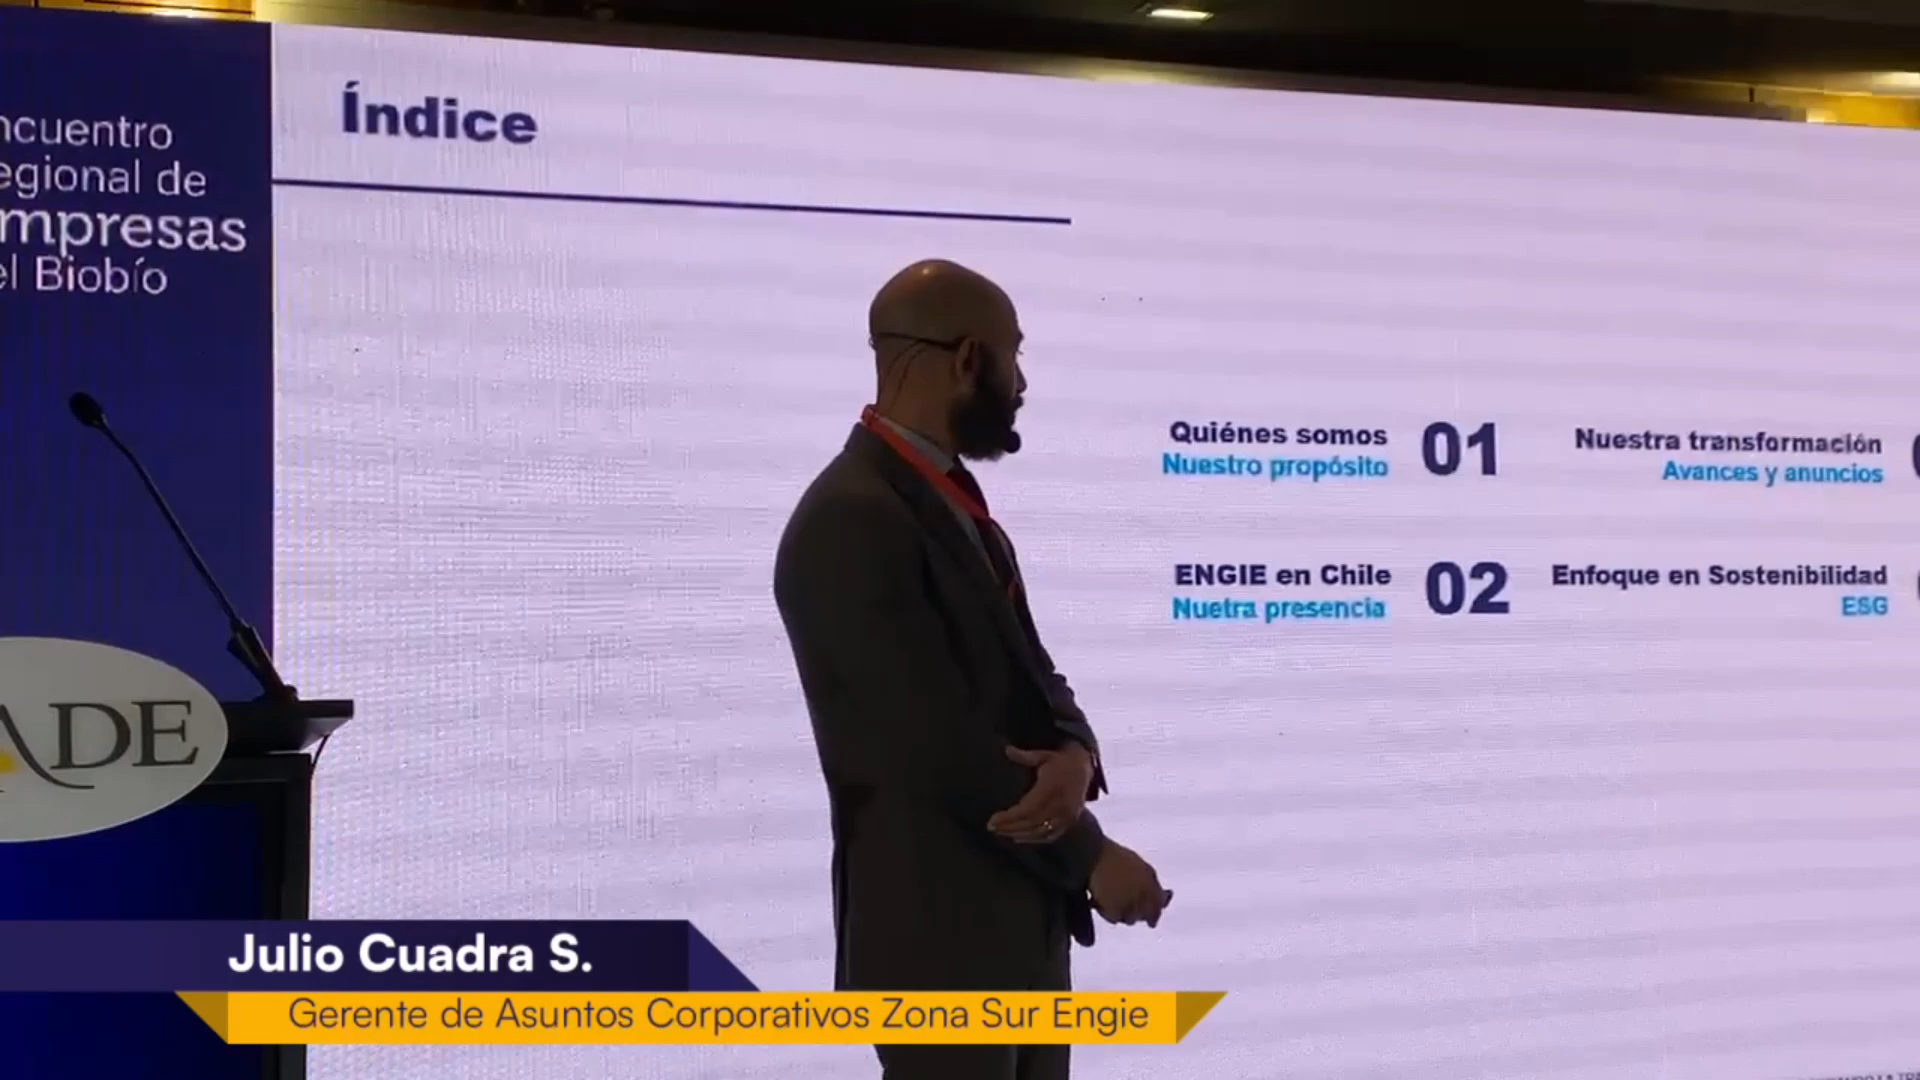 ncuentro
egional de
mpresas
el Biobío
Índice
Quiénes somos
Nuestro propósito
01
Nuestra transformación
Avances y anuncios
ENGIE en Chile
Nuetra presencia
02
Enfoque en Sostenibilidad
ESG
ADE
Julio Cuadra S.
Gerente de Asuntos Corporativos Zona Sur Engie